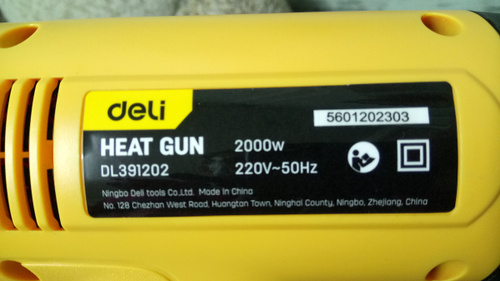 deli
5601202303
HEAT GUN 2000w
DL391202 220V~50Hz
Ningbo Deli tools Co.,Ltd. Made in China
No. 128 Chezhan West Road, Huangtan Town, Ninghai County, Ningbo, Zhejiang, China